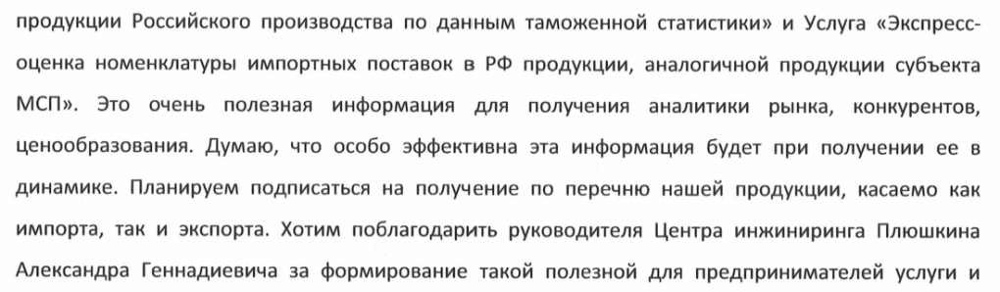 продукции Российского производства по данным таможенной статистики» и Услуга «Экспресс-
оценка номенклатуры импортных поставок в РФ продукции, аналогичной продукции субъекта
МСП». Это очень полезная информация для получения аналитики рынка, конкурентов,
ценообразования. Думаю, что особо эффективна эта информация будет при получении ее в
динамике. Планируем подписаться на получение по перечню нашей продукции, касаемо как
импорта, так и экспорта. Хотим поблагодарить руководителя Центра инжиниринга Плюшкина
Александра Геннадиевича за формирование такой полезной для предпринимателей услуги и